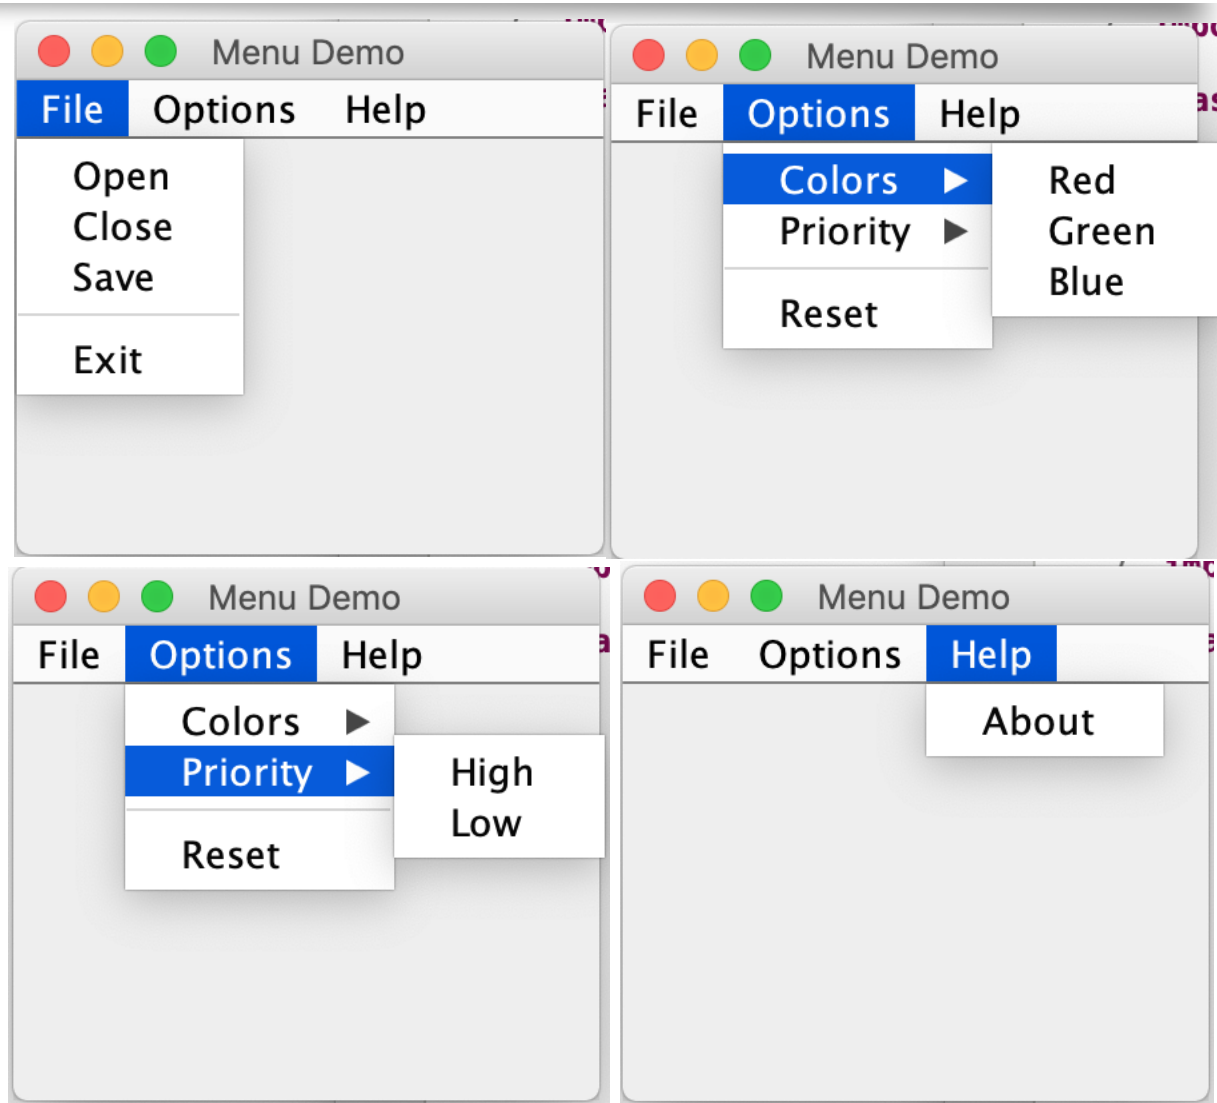 Menu Demo
File Options Help
Open
Close
Save
Exit
Menu Demo
File Options Help
Colors
Priority
Reset
Red
Green
Blue
Menu Demo
File Options Help
Colors
Priority
Reset
High
Low
Menu Demo
File Options Help
About